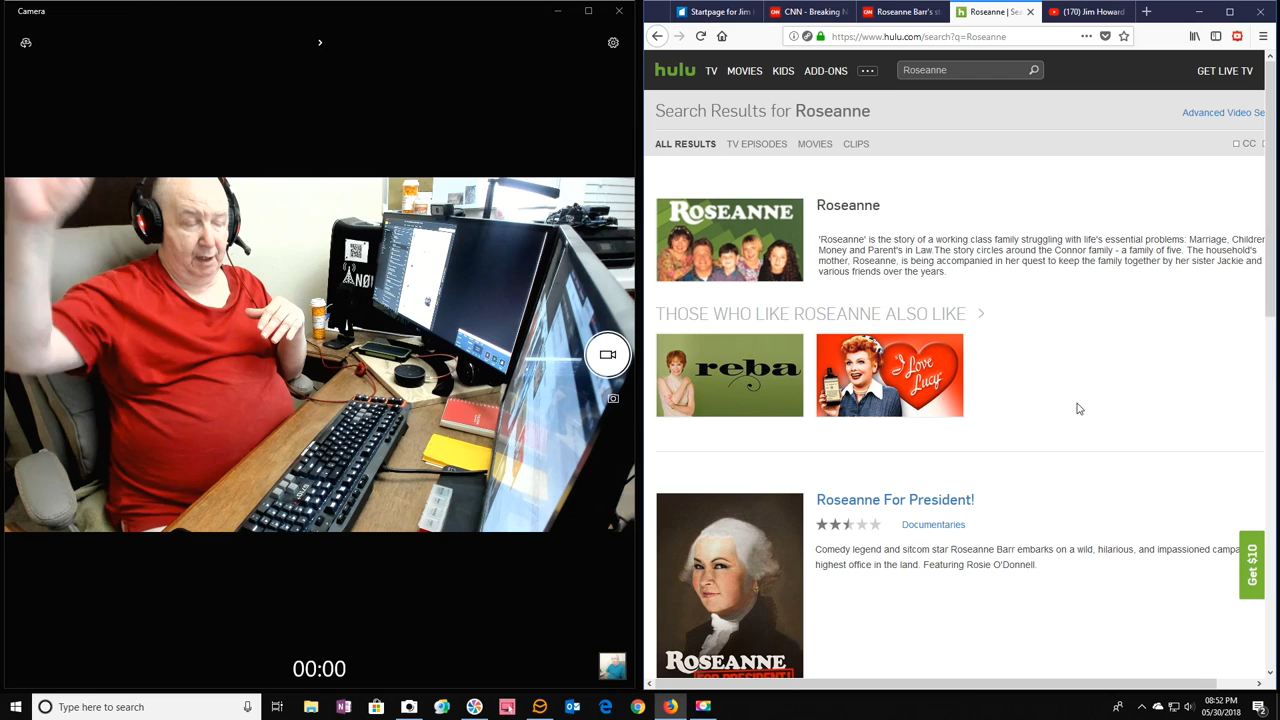 Camera
00:00
NØ
Startpage for Jim
CNN - Breaking N
Roseanne Barr's s
Roseanne | Se
(170) Jim Howard
https://www.hulu.com/search?q=Roseanne
hulu TV MOVIES KIDS ADD-ONS Roseanne GET LIVE TV
Search Results for Roseanne
Advanced Video Se
ALL RESULTS TV EPISODES MOVIES CLIPS CC
ROSEANNE
Roseanne
'Roseanne' is the story of a working class family struggling with life's essential problems: Marriage, Children
Money and Parent's in Law.The story circles around the Connor family - a family of five. The household's
mother, Roseanne, is being accompanied in her quest to keep the family together by her sister Jackie and
various friends over the years.
THOSE WHO LIKE ROSEANNE ALSO LIKE
reba
I Love
Lucy
Roseanne For President!
Documentaries
Comedy legend and sitcom star Roseanne Barr embarks on a wild, hilarious, and impassioned campa
highest office in the land. Featuring Rosie O'Donnell.
ROSEANNE
FOR PRESIDENT!
Get $10
Type here to search
08:52 PM
05/30/2018
2